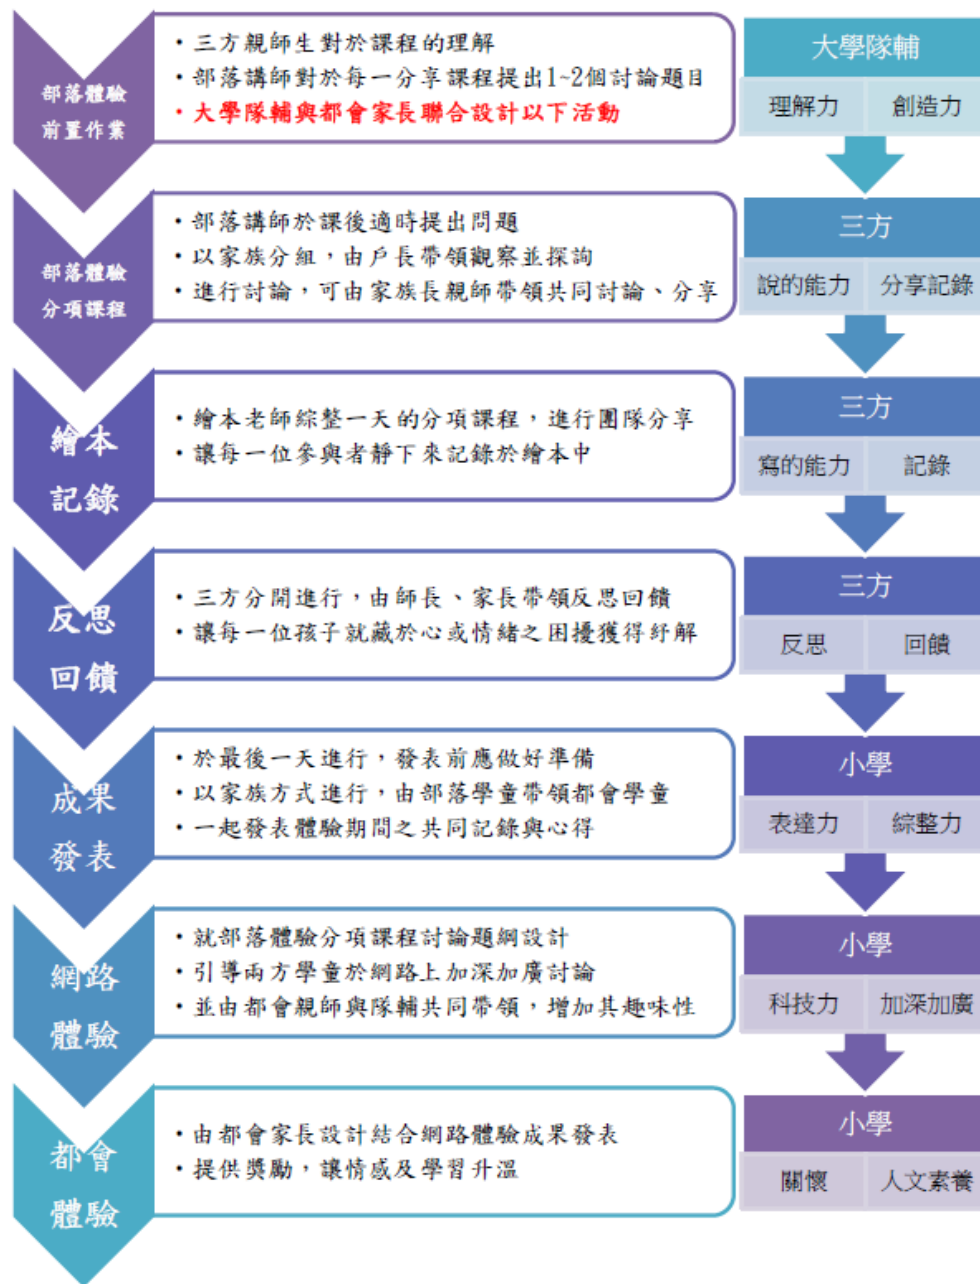 部落體驗
前置作業
・三方親師生對於課程的理解
・部落講師對於每一分享課程提出1~2個討論題目
・大學隊輔與都會家長聯合設計以下活動
大學隊輔
理解力 創造力
部落體驗
分項課程
・部落講師於課後適時提出問題
・以家族分組，由戶長帶領觀察並探詢
・進行討論，可由家族長親師帶領共同討論、分享
三方
說的能力 分享記錄
繪本
記錄
・繪本老師綜整一天的分項課程，進行團隊分享
・讓每一位參與者靜下來記錄於繪本中
三方
寫的能力 記錄
反思
回饋
・三方分開進行，由師長、家長帶領反思回饋
・讓每一位孩子就藏於心或情緒之困擾獲得紓解
三方
反思 回饋
成果
發表
・於最後一天進行，發表前應做好準備
・以家族方式進行，由部落學童帶領都會學童
・一起發表體驗期間之共同記錄與心得
小學
表達力 綜整力
網路
體驗
・就部落體驗分項課程討論題綱設計
・引導兩方學童於網路上加深加廣討論
・並由都會親師與隊輔共同帶領，增加其趣味性
小學
科技力 加深加廣
都會
體驗
・由都會家長設計結合網路體驗成果發表
・提供獎勵，讓情感及學習升溫
小學
關懷 人文素養